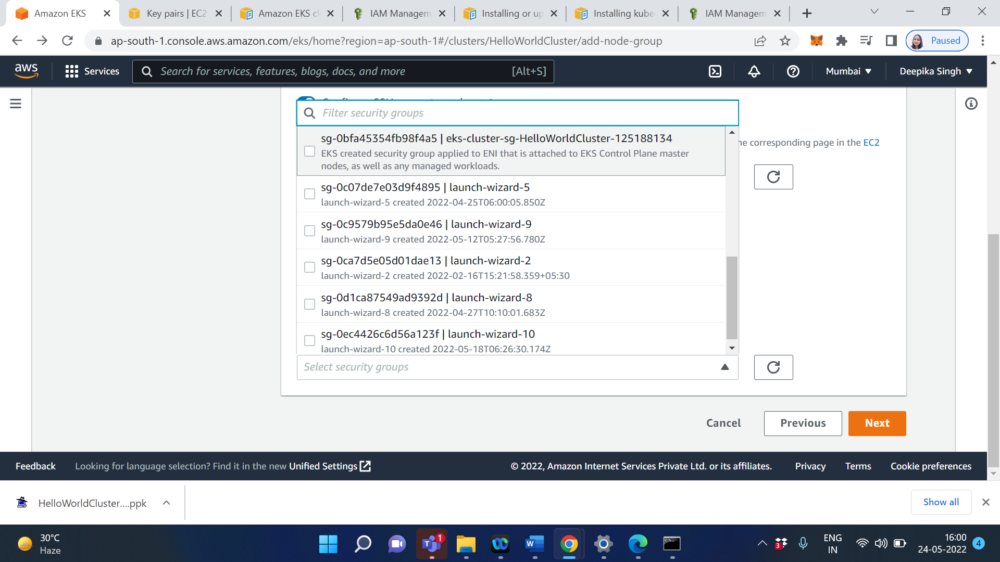 Amazon EKS
Key pairs | EC2
Amazon EKS cl
IAM Managem
Installing or up
Installing kube
IAM Managem
ap-south-1.console.aws.amazon.com/eks/home?region=ap-south-1#/clusters/HelloWorldCluster/add-node-group
Paused
aws
Services
Search for services, features, blogs, docs, and more
[Alt+S]
Mumbai
Deepika Singh
Filter security groups
sg-0bfa45354fb98f4a5 | eks-cluster-sg-HelloWorldCluster-125188134
EKS created security group applied to ENI that is attached to EKS Control Plane master
nodes, as well as any managed workloads.
he corresponding page in the EC2
sg-0c07de7e03d9f4895 | launch-wizard-5
launch-wizard-5 created 2022-04-25T06:00:05.850Z
sg-0c9579b95e5da0e46 | launch-wizard-9
launch-wizard-9 created 2022-05-12T05:27:56.780Z
sg-0ca7d5e05d01dae13 | launch-wizard-2
launch-wizard-2 created 2022-02-16T15:21:58.359+05:30
sg-0d1ca87549ad9392d | launch-wizard-8
launch-wizard-8 created 2022-04-27T10:10:01.683Z
sg-0ec4426c6d56a123f | launch-wizard-10
launch-wizard-10 created 2022-05-18T06:26:30.174Z
Select security groups
Cancel
Previous
Next
Feedback
Looking for language selection? Find it in the new Unified Settings
© 2022, Amazon Internet Services Private Ltd. or its affiliates.
Privacy
Terms
Cookie preferences
HelloWorldCluster....ppk
Show all
30°C
Haze
1
3
ENG
IN
16:00
24-05-2022
4